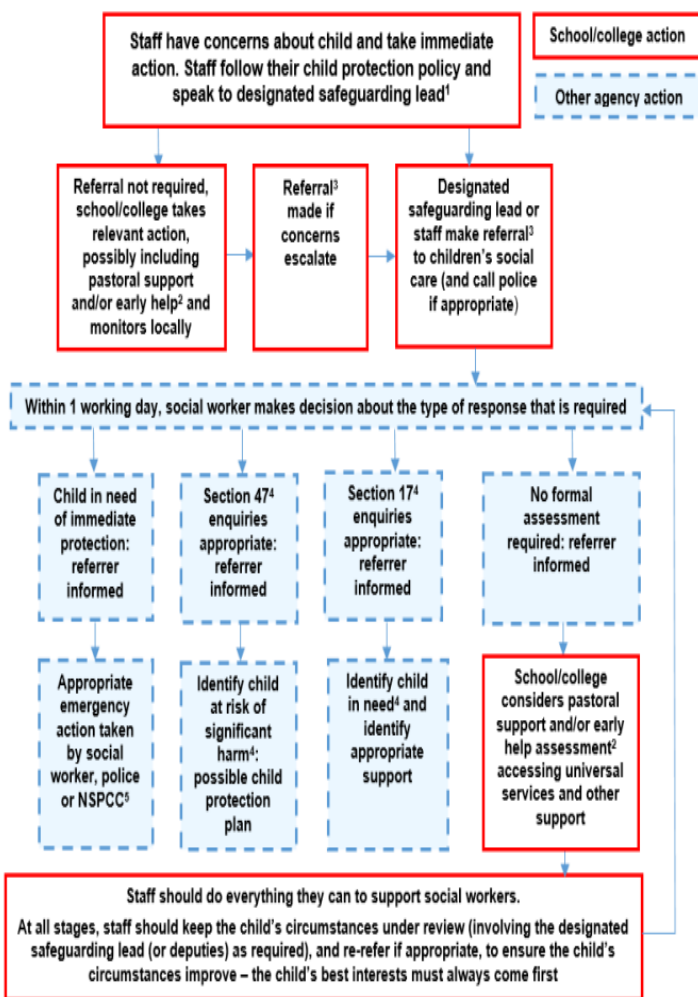 Staff have concerns about child and take immediate
action. Staff follow their child protection policy and
speak to designated safeguarding lead¹
School/college action
Other agency action
Referral not required,
school/college takes
relevant action,
possibly including
pastoral support
and/or early help² and
monitors locally
Referral³
made if
concerns
escalate
Designated
safeguarding lead or
staff make referral³
to children's social
care (and call police
if appropriate)
Within 1 working day, social worker makes decision about the type of response that is required
Child in need
of immediate
protection:
referrer
informed
Section 47⁴
enquiries
appropriate:
referrer
informed
Section 17⁴
enquiries
appropriate:
referrer
informed
No formal
assessment
required: referrer
informed
Appropriate
emergency
action taken
by social
worker, police
or NSPCC⁵
Identify child
at risk of
significant
harm⁴:
possible child
protection
plan
Identify child
in need⁴ and
identify
appropriate
support
School/college
considers pastoral
support and/or early
help assessment²
accessing universal
services and other
support
Staff should do everything they can to support social workers.
At all stages, staff should keep the child's circumstances under review (involving the designated
safeguarding lead (or deputies) as required), and re-refer if appropriate, to ensure the child's
circumstances improve – the child's best interests must always come first